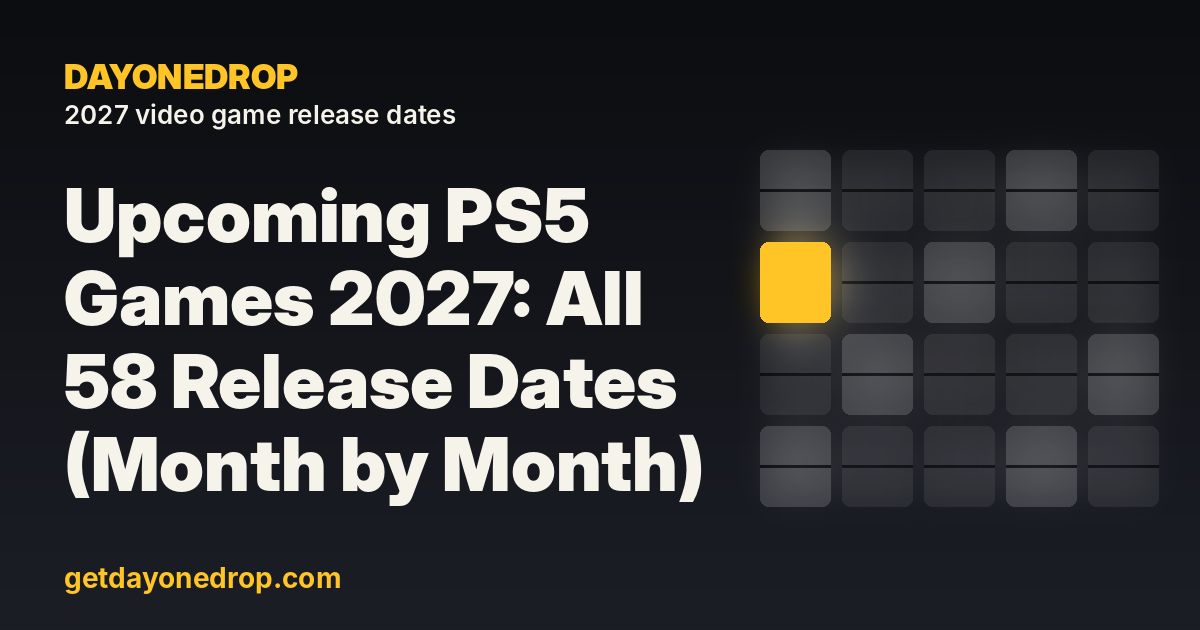 DAYONEDROP
2027 video game release dates
Upcoming PS5
Games 2027: All
58 Release Dates
(Month by Month)
getdayonedrop.com